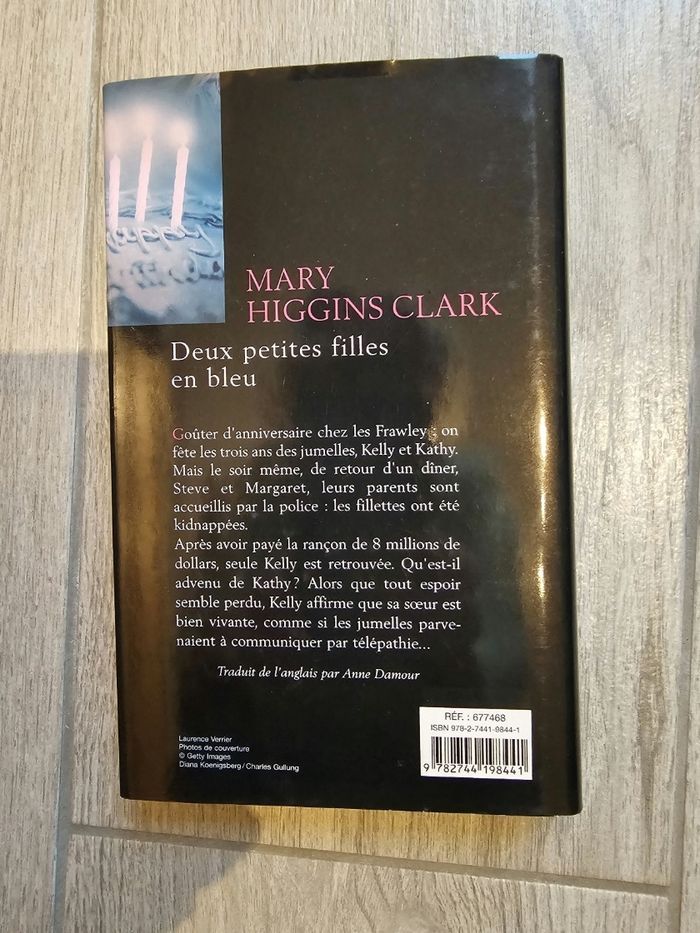 MARY
HIGGINS CLARK
Deux petites filles
en bleu
Goûter d'anniversaire chez les Frawley : on
fête les trois ans des jumelles, Kelly et Kathy.
Mais le soir même, de retour d'un dîner,
Steve et Margaret, leurs parents sont
accueillis par la police : les fillettes ont été
kidnappées.
Après avoir payé la rançon de 8 millions de
dollars, seule Kelly est retrouvée. Qu'est-il
advenu de Kathy ? Alors que tout espoir
semble perdu, Kelly affirme que sa sœur est
bien vivante, comme si les jumelles parve-
naient à communiquer par télépathie...
Traduit de l'anglais par Anne Damour
Laurence Verrier
Photos de couverture
© Getty Images
Diana Koenigsberg / Charles Gullung
RÉF. : 677468
ISBN 978-2-7441-9844-1
9 782744 198441